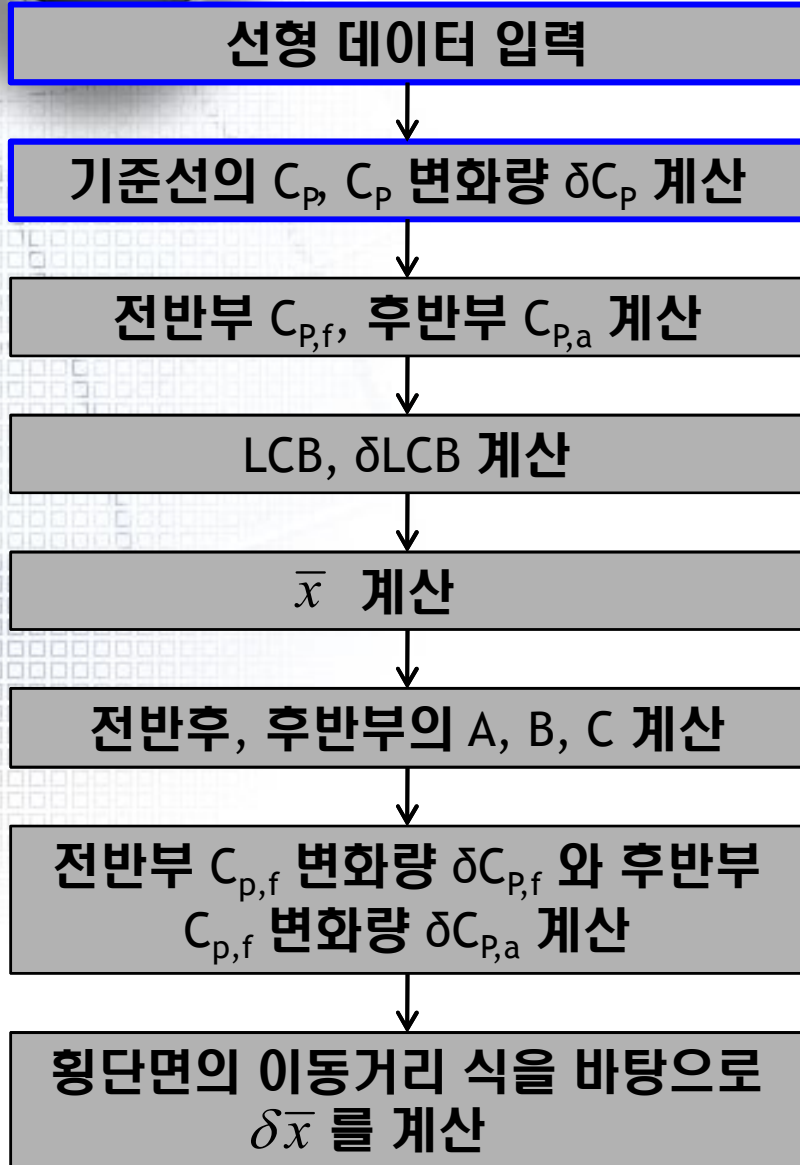 선형 데이터 입력
기준선의 C_P, C_P 변화량 δC_P 계산
전반부 C_P,f, 후반부 C_P,a 계산
LCB, δLCB 계산
x̄ 계산
전반후, 후반부의 A, B, C 계산
전반부 C_p,f 변화량 δC_P,f 와 후반부
C_p,f 변화량 δC_P,a 계산
횡단면의 이동거리 식을 바탕으로
δx̄ 를 계산